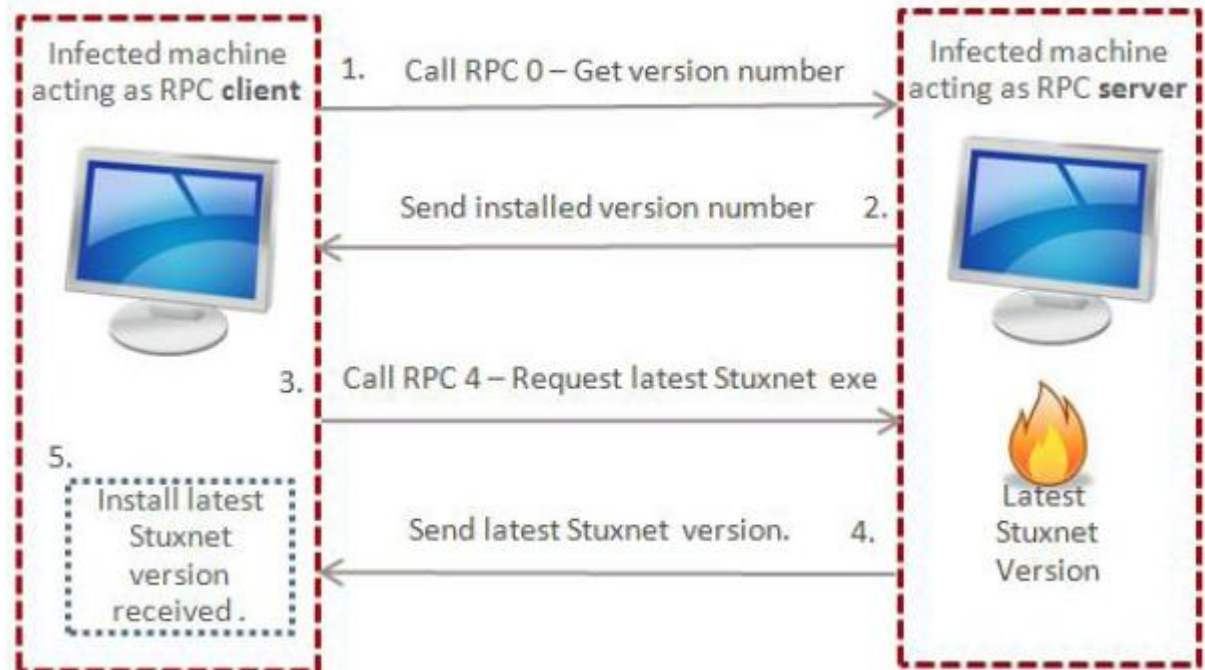 Infected machine
acting as RPC client
1. Call RPC 0 – Get version number
Infected machine
acting as RPC server
Send installed version number 2.
3. Call RPC 4 – Request latest Stuxnet exe
Send latest Stuxnet version. 4.
5.
Install latest
Stuxnet
version
received .
Latest
Stuxnet
Version